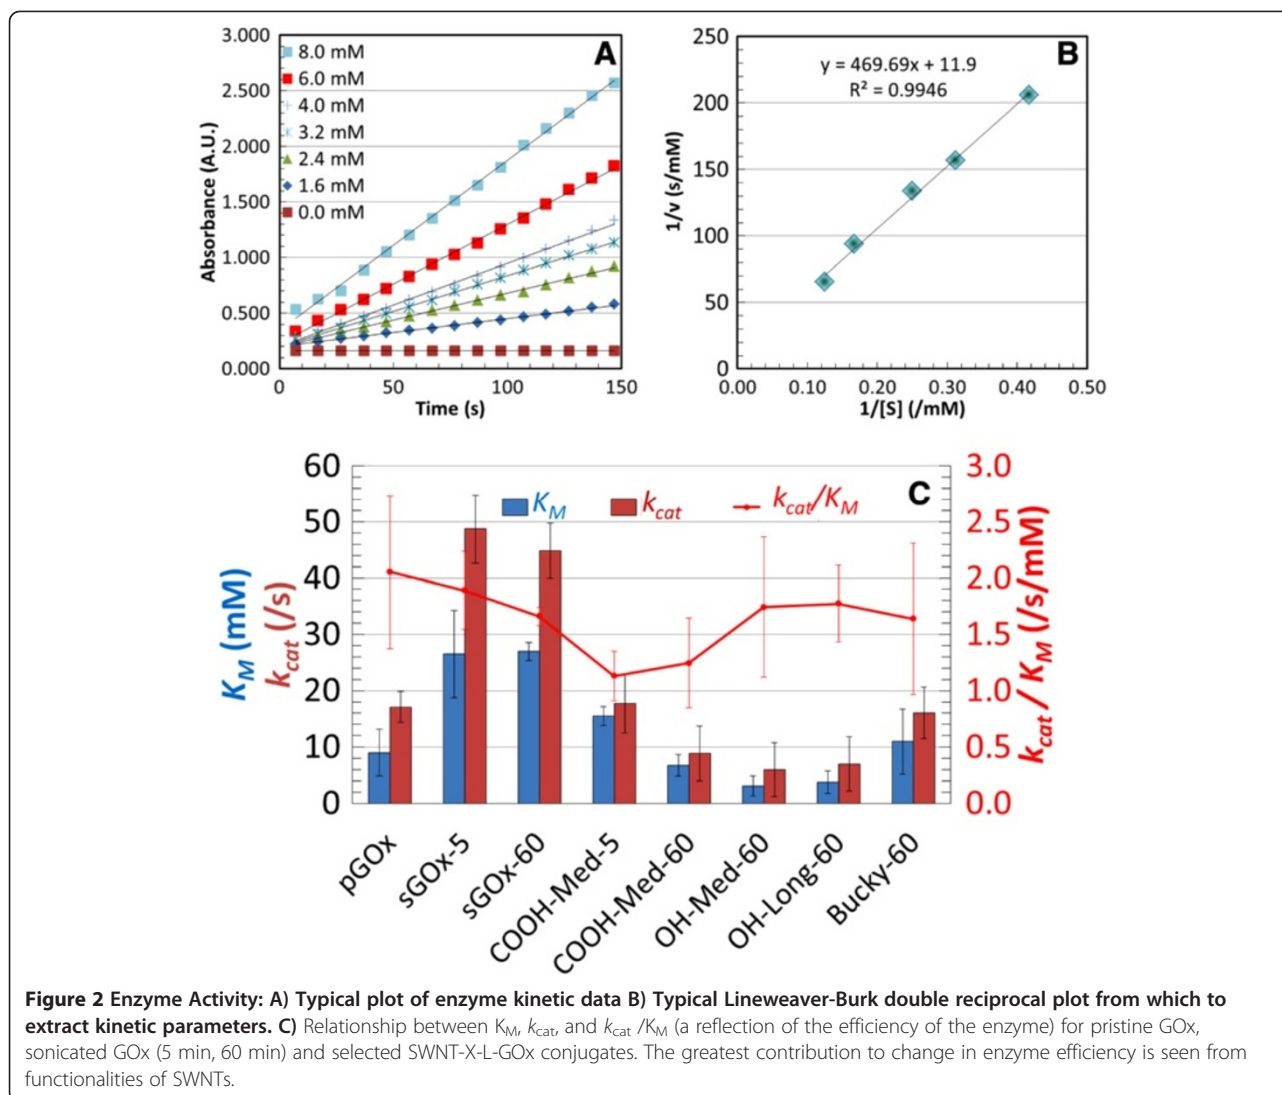 3.000
2.500
2.000
1.500
1.000
0.500
0.000
Absorbance (A.U.)
A
8.0 mM
6.0 mM
4.0 mM
3.2 mM
2.4 mM
1.6 mM
0.0 mM
0 50 100 150
Time (s)
250
200
150
100
50
0
1/v (s/mM)
B
y = 469.69x + 11.9
R² = 0.9946
0.00 0.10 0.20 0.30 0.40 0.50
1/[S] (/mM)
60
50
40
30
20
10
0
K_M (mM)
k_cat (/s)
C
K_M k_cat k_cat/K_M
3.0
2.5
2.0
1.5
1.0
0.5
0.0
k_cat / K_M (/s/mM)
pGOx
sGOx-5
sGOx-60
COOH-Med-5
COOH-Med-60
OH-Med-60
OH-Long-60
Bucky-60
Figure 2 Enzyme Activity: A) Typical plot of enzyme kinetic data B) Typical Lineweaver-Burk double reciprocal plot from which to
extract kinetic parameters. C) Relationship between K_M, k_cat, and k_cat /K_M (a reflection of the efficiency of the enzyme) for pristine GOx,
sonicated GOx (5 min, 60 min) and selected SWNT-X-L-GOx conjugates. The greatest contribution to change in enzyme efficiency is seen from
functionalities of SWNTs.